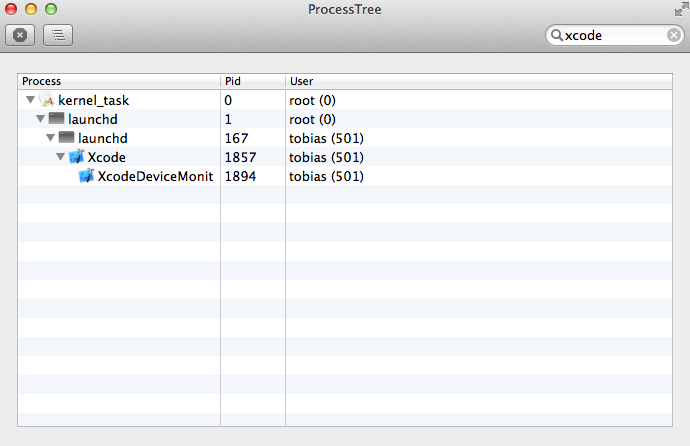 ProcessTree
xcode
Process Pid User
kernel_task 0 root (0)
launchd 1 root (0)
launchd 167 tobias (501)
Xcode 1857 tobias (501)
XcodeDeviceMonit 1894 tobias (501)